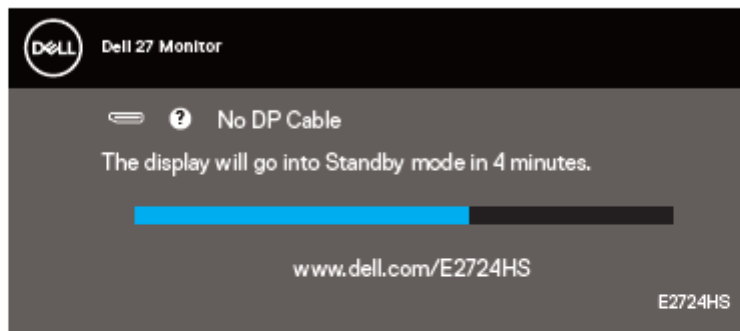 DELL
Dell 27 Monitor
? No DP Cable
The display will go into Standby mode in 4 minutes.
www.dell.com/E2724HS
E2724HS